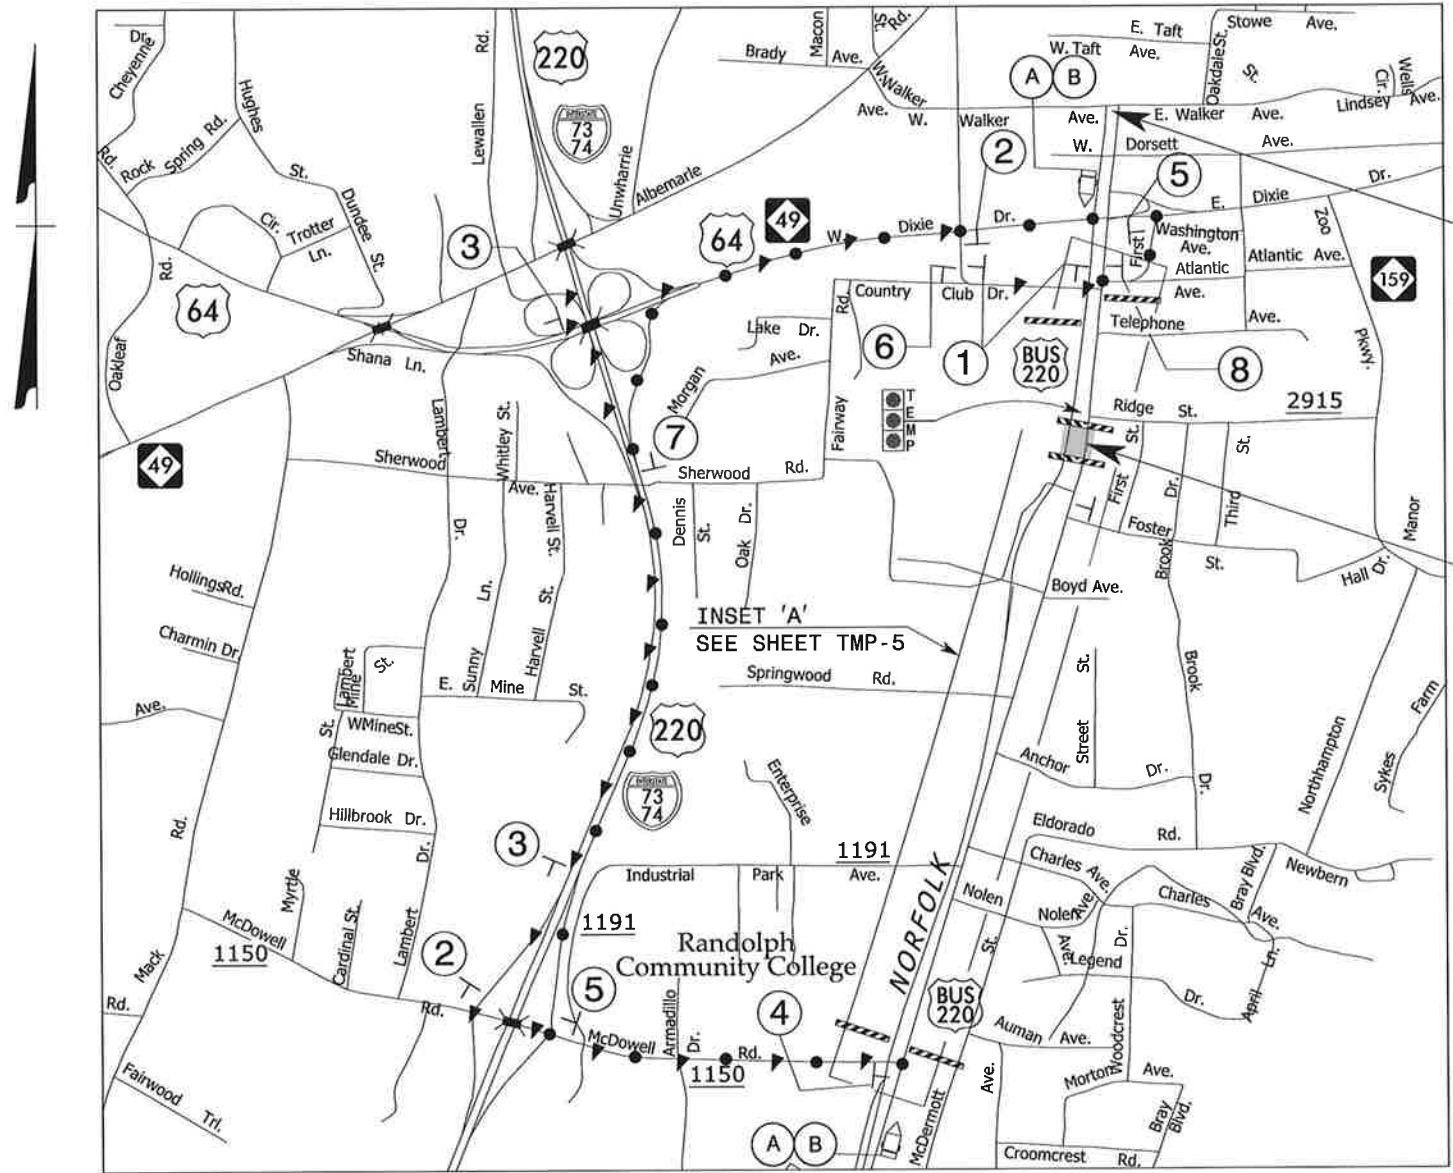 Dr.
Cheyenne
Hughes
St.
Lewallen
Rd.
220
INTERSTATE
73
74
Unwharrie
Albemarle
Brady
Ave.
Macon
St.
Rd.
W.Walker
Ave.
W.
Walker
Ave.
W. Taft
E. Taft
Ave.
Stowe
Ave.
Oakdale St.
St.
Cir.
Wells
Lindsey
Ave.
E. Walker
Ave.
A
B
W.
Dorsett
Ave.
2
5
Rd.
Rock
Spring Rd.
Dundee
St.
Cir.
Trotter
Ln.
Rd.
3
64
49
W.
Dixie
Dr.
E.
Dixie
Dr.
Zoo
Washington
Ave.
First
Atlantic
Ave.
Atlantic Ave.
159
64
Oakleaf
Shana Ln.
Country
Club
Dr.
Rd.
Lake
Dr.
Ave.
6
1
BUS
220
Telephone
Ave.
8
Pkwy.
Morgan
7
Fairway
TEMP
Ridge
St.
2915
49
Lambert
Whitley St.
Sherwood
Ave.
Sherwood
Rd.
Harvell St.
Dennis
St.
Oak
Dr.
First
St.
Dr.
Third
St.
Foster
St.
Brook
Hall Dr.
Manor
Dr.
Hollings Rd.
Charmin Dr
Ln.
Sunny
St.
Harvell
Boyd Ave.
INSET 'A'
SEE SHEET TMP-5
Springwood
Rd.
Lambert
Mine
St.
E.
Mine
St.
Ave.
St.
WMineSt.
Glendale Dr.
Hillbrook Dr.
220
INTERSTATE
73
74
Street
St.
Brook
Dr.
Anchor
Dr.
Northhampton
Sykes
Farm
Enterprise
Eldorado
Rd.
Rd.
3
Dr.
1191
Industrial
Park
Ave.
Charles
Ave.
Charles
Ave.
Bray Blvd.
Newbern
Myrtle
Cardinal St.
Lambert
McDowell
1150
Mack
Rd.
1191
Randolph
Community College
NORFOLK
Nolen
Nolen
Ave.
Ave.
Legend
Dr.
Dr.
April
Ln.
St.
2
Rd.
5
McDowell
Armadillo
Dr.
Rd.
4
1150
BUS
220
Auman
Ave.
Woodcrest
Morton
Ave.
Bray
Blvd.
Fairwood
Trl.
A
B
McDermott
Ave.
Croomcrest
Rd.